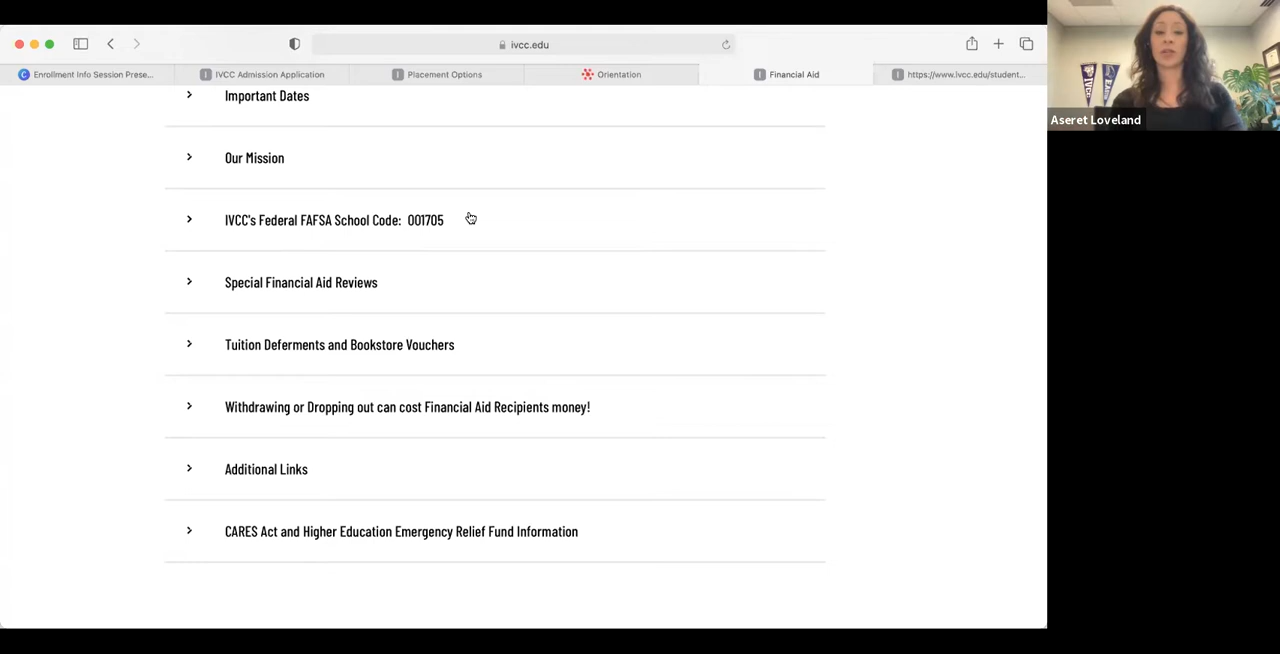 ivcc.edu
Enrollment Info Session Prese...
IVCC Admission Application
Placement Options
Orientation
Financial Aid
https://www.ivcc.edu/student...
Aseret Loveland
Important Dates
Our Mission
IVCC's Federal FAFSA School Code: 001705
Special Financial Aid Reviews
Tuition Deferments and Bookstore Vouchers
Withdrawing or Dropping out can cost Financial Aid Recipients money!
Additional Links
CARES Act and Higher Education Emergency Relief Fund Information